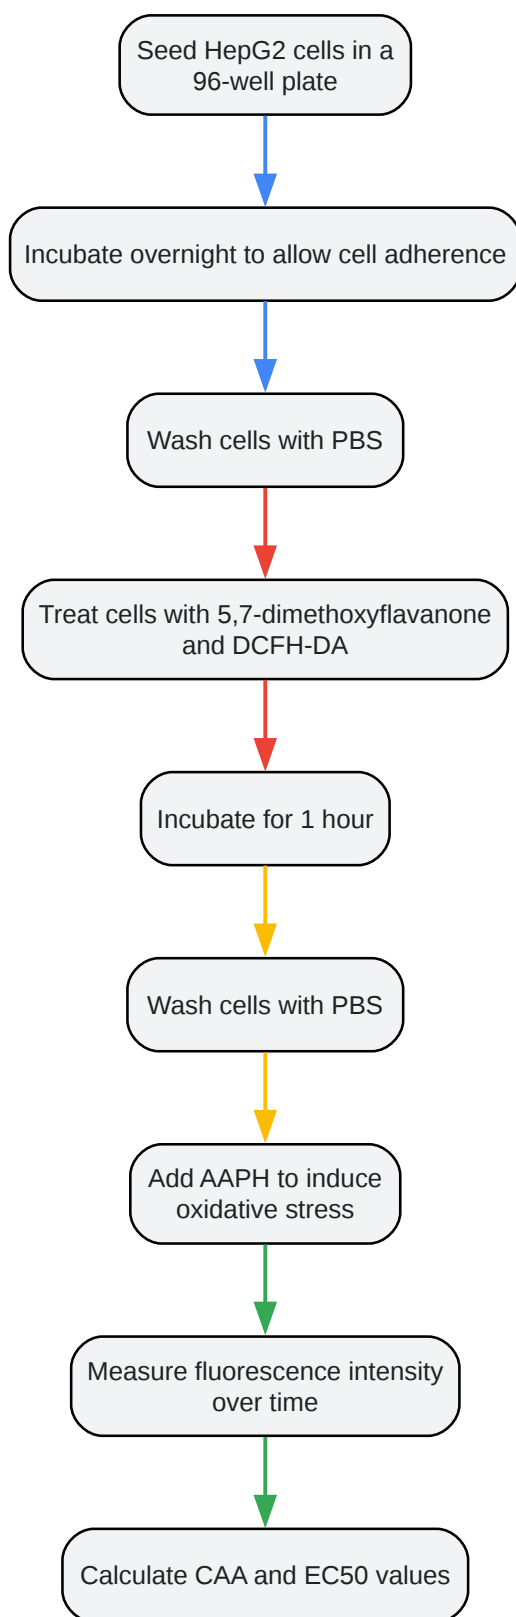 Seed HepG2 cells in a
96-well plate
Incubate overnight to allow cell adherence
Wash cells with PBS
Treat cells with 5,7-dimethoxyflavanone
and DCFH-DA
Incubate for 1 hour
Wash cells with PBS
Add AAPH to induce
oxidative stress
Measure fluorescence intensity
over time
Calculate CAA and EC50 values